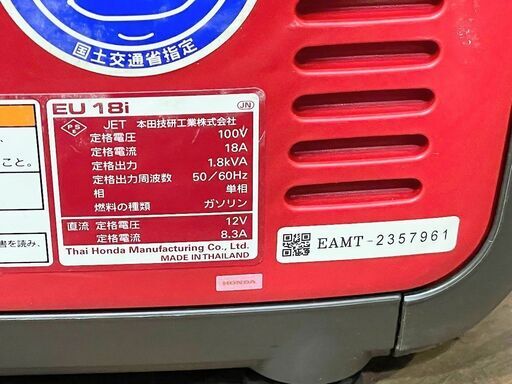 国土交通省指定
EU 18i JN
PS E JET 本田技研工業株式会社
定格電圧 100V
定格電流 18A
定格出力 1.8kVA
定格出力周波数 50/60Hz
相 単相
燃料の種類 ガソリン
直流 定格電圧 12V
定格電流 8.3A
Thai Honda Manufacturing Co., Ltd.
MADE IN THAILAND
HONDA
EAMT-2357961
こと。
書を読み、